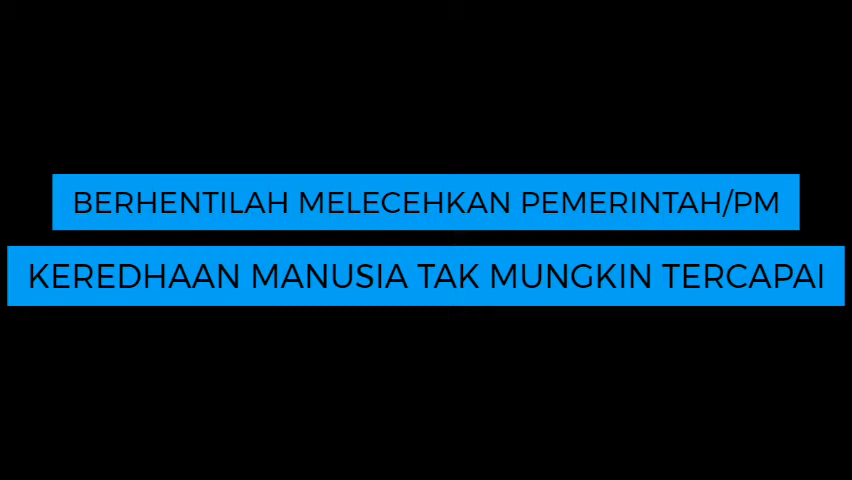 BERHENTILAH MELECEHKAN PEMERINTAH/PM
KEREDHAAN MANUSIA TAK MUNGKIN TERCAPAI